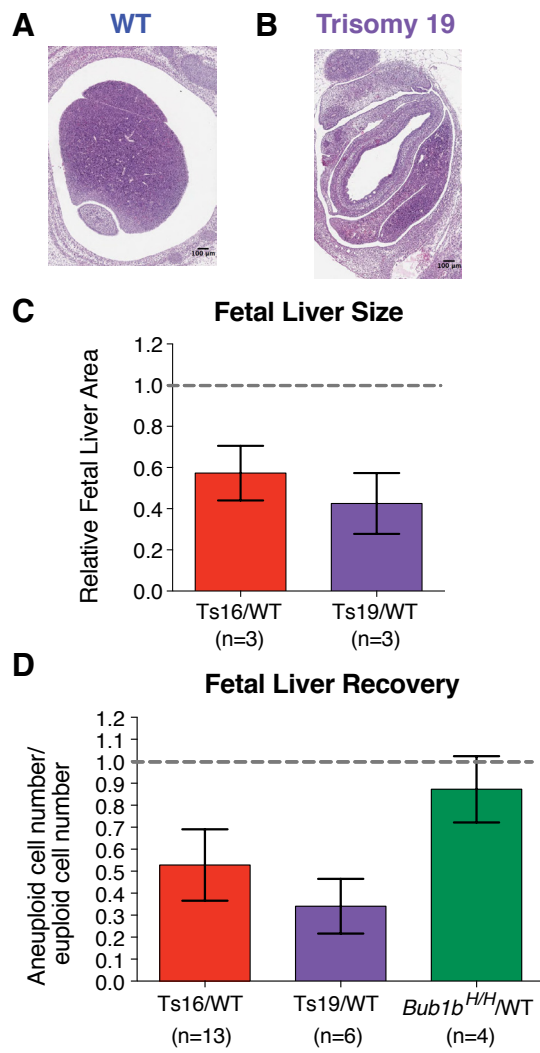 A
WT
B
Trisomy 19
100 μm
100 μm
C
Fetal Liver Size
Relative Fetal Liver Area
1.2
1.0
0.8
0.6
0.4
0.2
0.0
Ts16/WT
(n=3)
Ts19/WT
(n=3)
D
Fetal Liver Recovery
Aneuploid cell number/
euploid cell number
1.2
1.1
1.0
0.9
0.8
0.7
0.6
0.5
0.4
0.3
0.2
0.1
0.0
Ts16/WT
(n=13)
Ts19/WT
(n=6)
Bub1b^H/H/WT
(n=4)